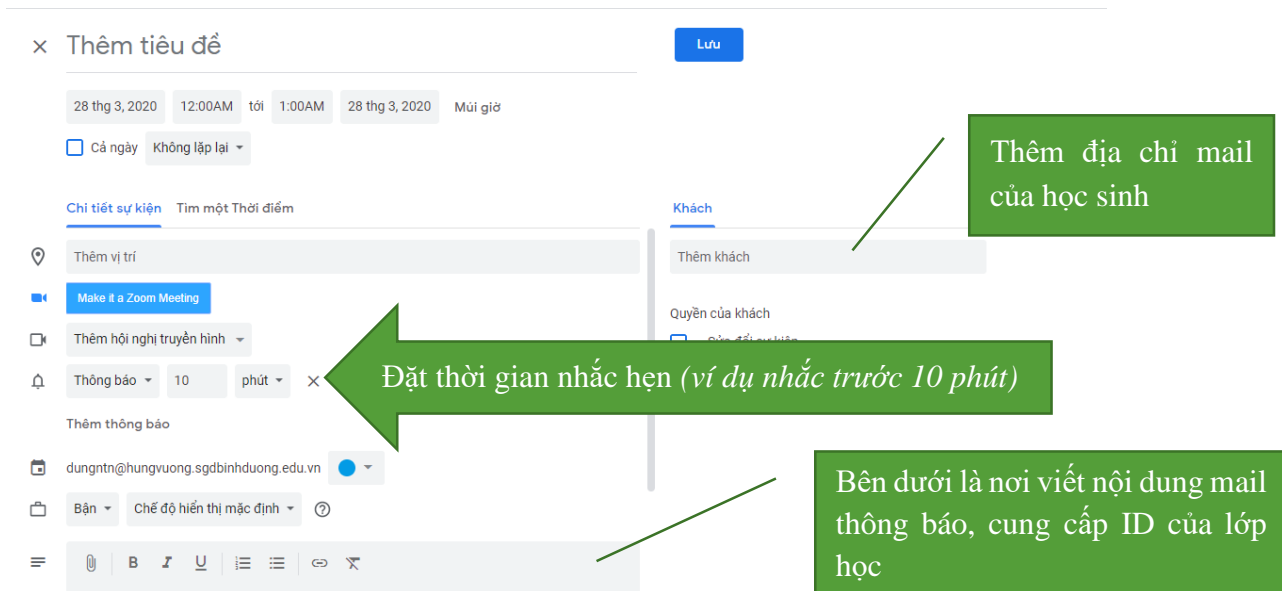 Thêm tiêu đề
Lưu
28 thg 3, 2020 12:00AM tới 1:00AM 28 thg 3, 2020 Múi giờ
Cả ngày Không lặp lại
Thêm địa chỉ mail
của học sinh
Chi tiết sự kiện Tìm một Thời điểm
Khách
Thêm vị trí
Thêm khách
Make it a Zoom Meeting
Quyền của khách
Thêm hội nghị truyền hình
Sửa đổi sự kiện
Thông báo 10 phút
Đặt thời gian nhắc hẹn (ví dụ nhắc trước 10 phút)
Thêm thông báo
dungntn@hungvuong.sgdbinhduong.edu.vn
Bận Chế độ hiển thị mặc định
Bên dưới là nơi viết nội dung mail
thông báo, cung cấp ID của lớp
học
B I U